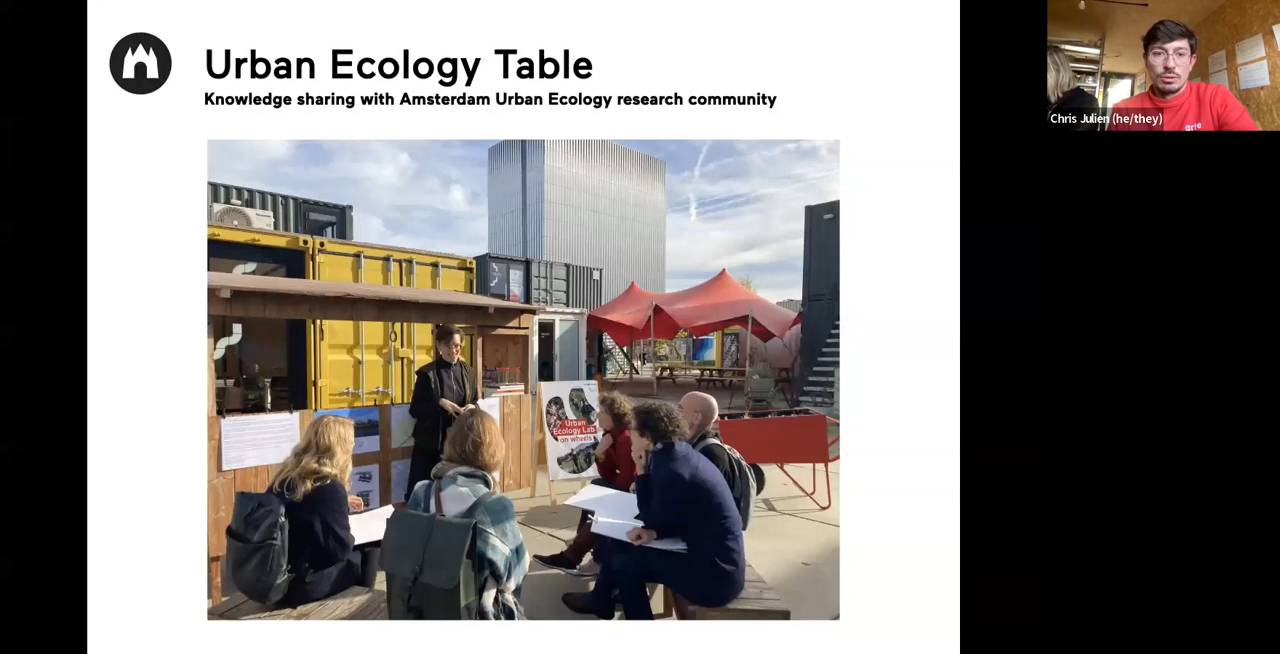 Urban Ecology Table
Knowledge sharing with Amsterdam Urban Ecology research community
Chris Julien (he/they)
Urban
Ecology Lab
on wheels